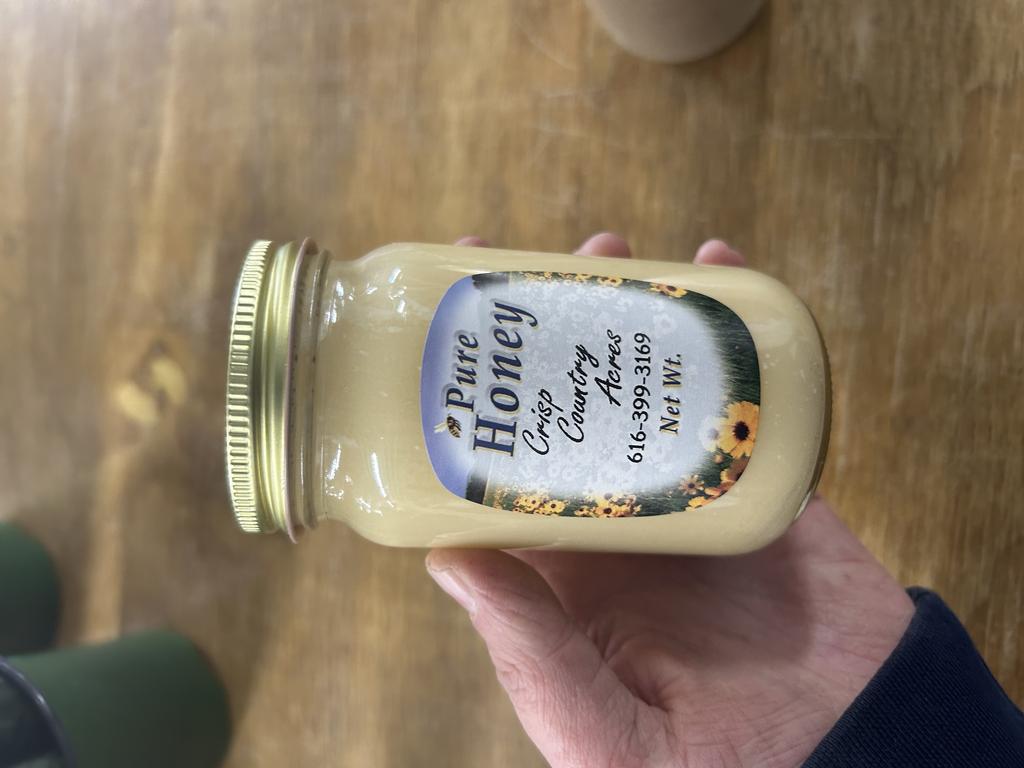 Pure
Honey
Crisp
Country
Acres
616-399-3169
Net Wt.